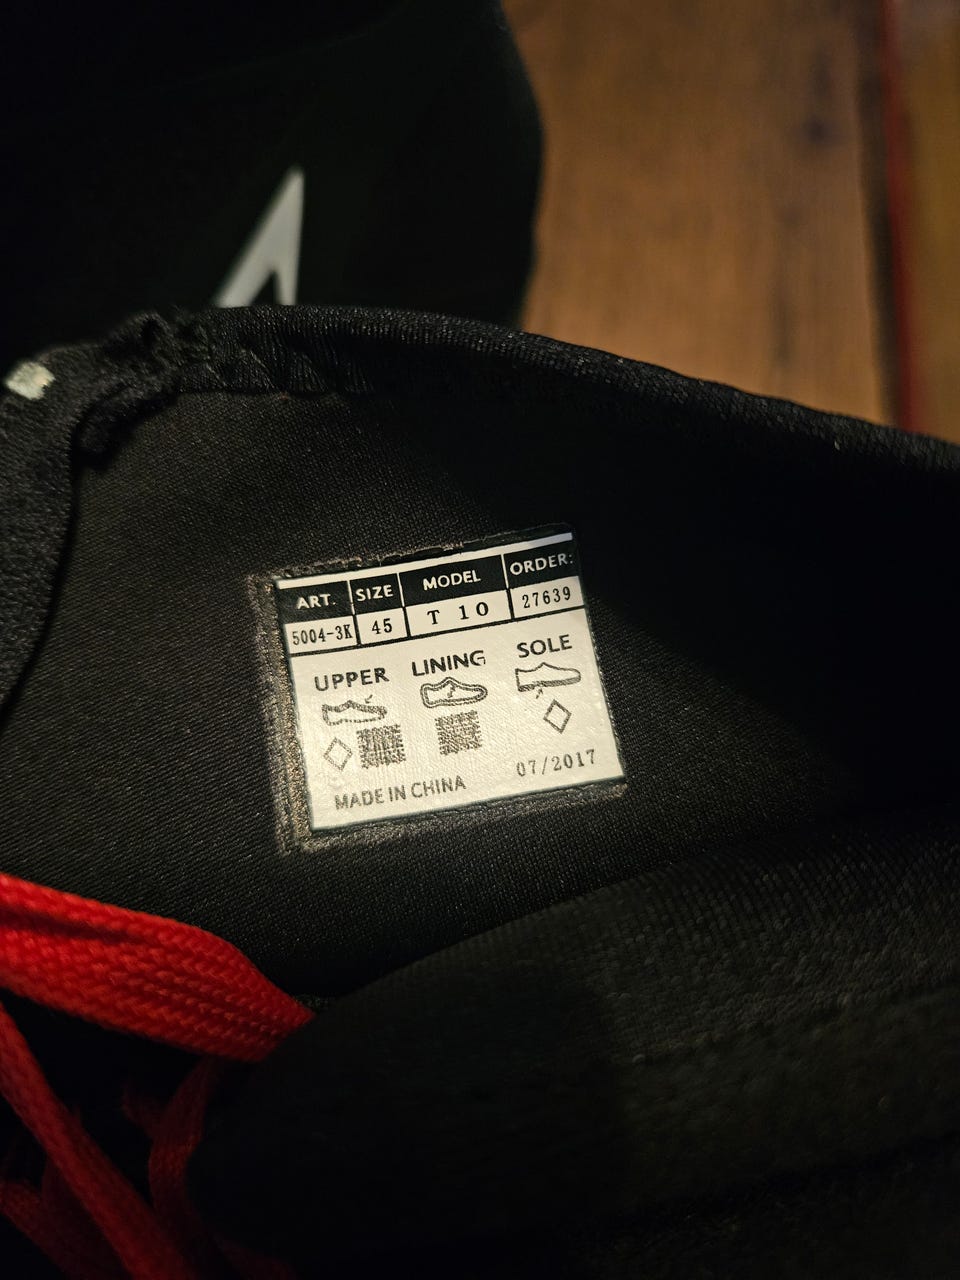 ART. SIZE MODEL ORDER:
5004-3K 45 T 10 27639
UPPER LINING SOLE
MADE IN CHINA 07/2017